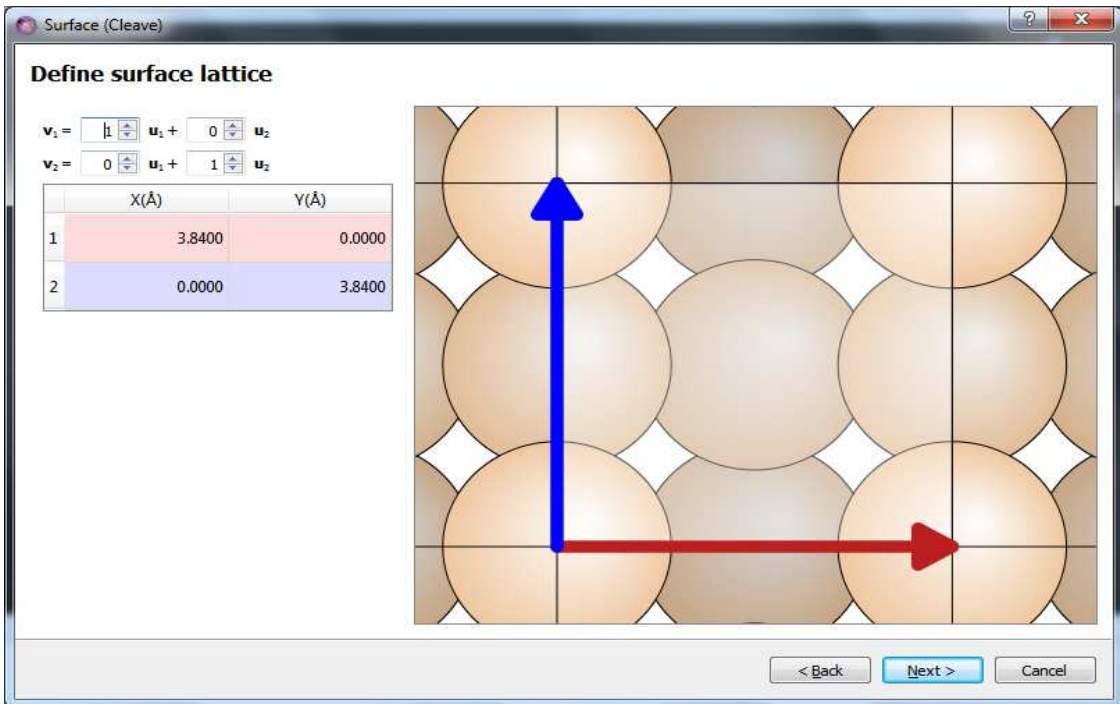 Surface (Cleave)
Define surface lattice
v₁ = 1 u₁ + 0 u₂
v₂ = 0 u₁ + 1 u₂
X(Å) Y(Å)
1 3.8400 0.0000
2 0.0000 3.8400
< Back Next > Cancel